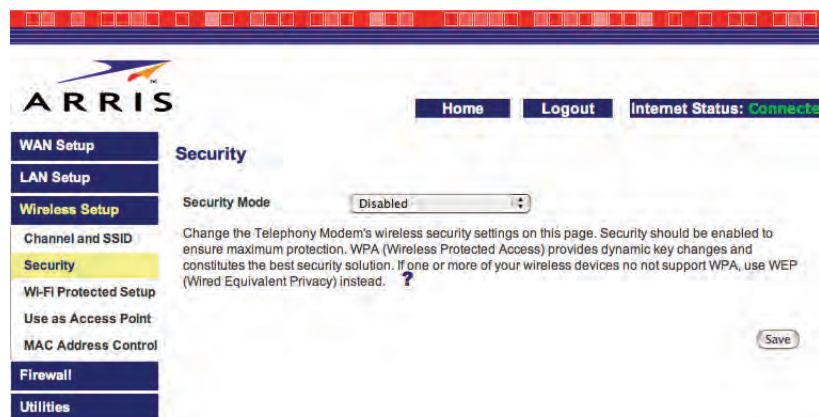 ARRIS
Home
Logout
Internet Status: Connecte
WAN Setup
LAN Setup
Wireless Setup
Channel and SSID
Security
Wi-Fi Protected Setup
Use as Access Point
MAC Address Control
Firewall
Utilities
Security
Security Mode
Disabled
Change the Telephony Modem's wireless security settings on this page. Security should be enabled to
ensure maximum protection. WPA (Wireless Protected Access) provides dynamic key changes and
constitutes the best security solution. If one or more of your wireless devices no not support WPA, use WEP
(Wired Equivalent Privacy) instead. ?
Save